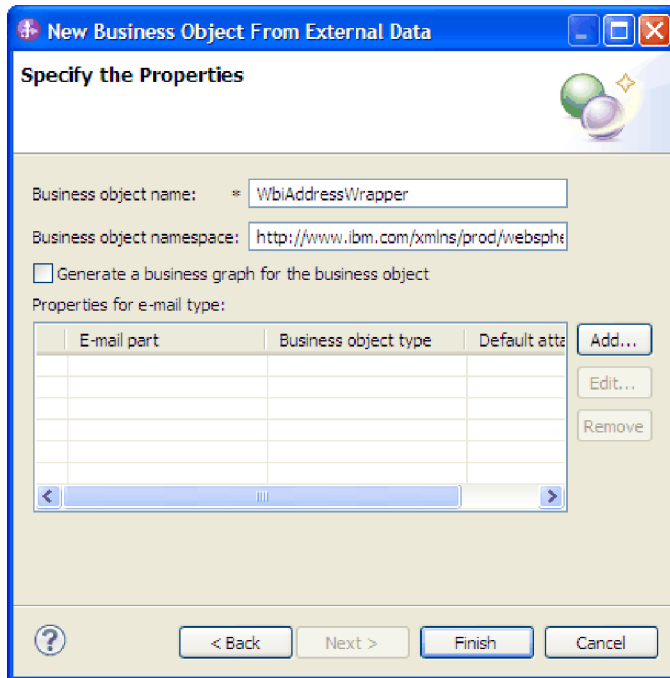 New Business Object From External Data
Specify the Properties
Business object name: * WbiAddressWrapper
Business object namespace: http://www.ibm.com/xmlns/prod/websphe
Generate a business graph for the business object
Properties for e-mail type:
E-mail part Business object type Default atta Add...
Edit...
Remove
? < Back Next > Finish Cancel